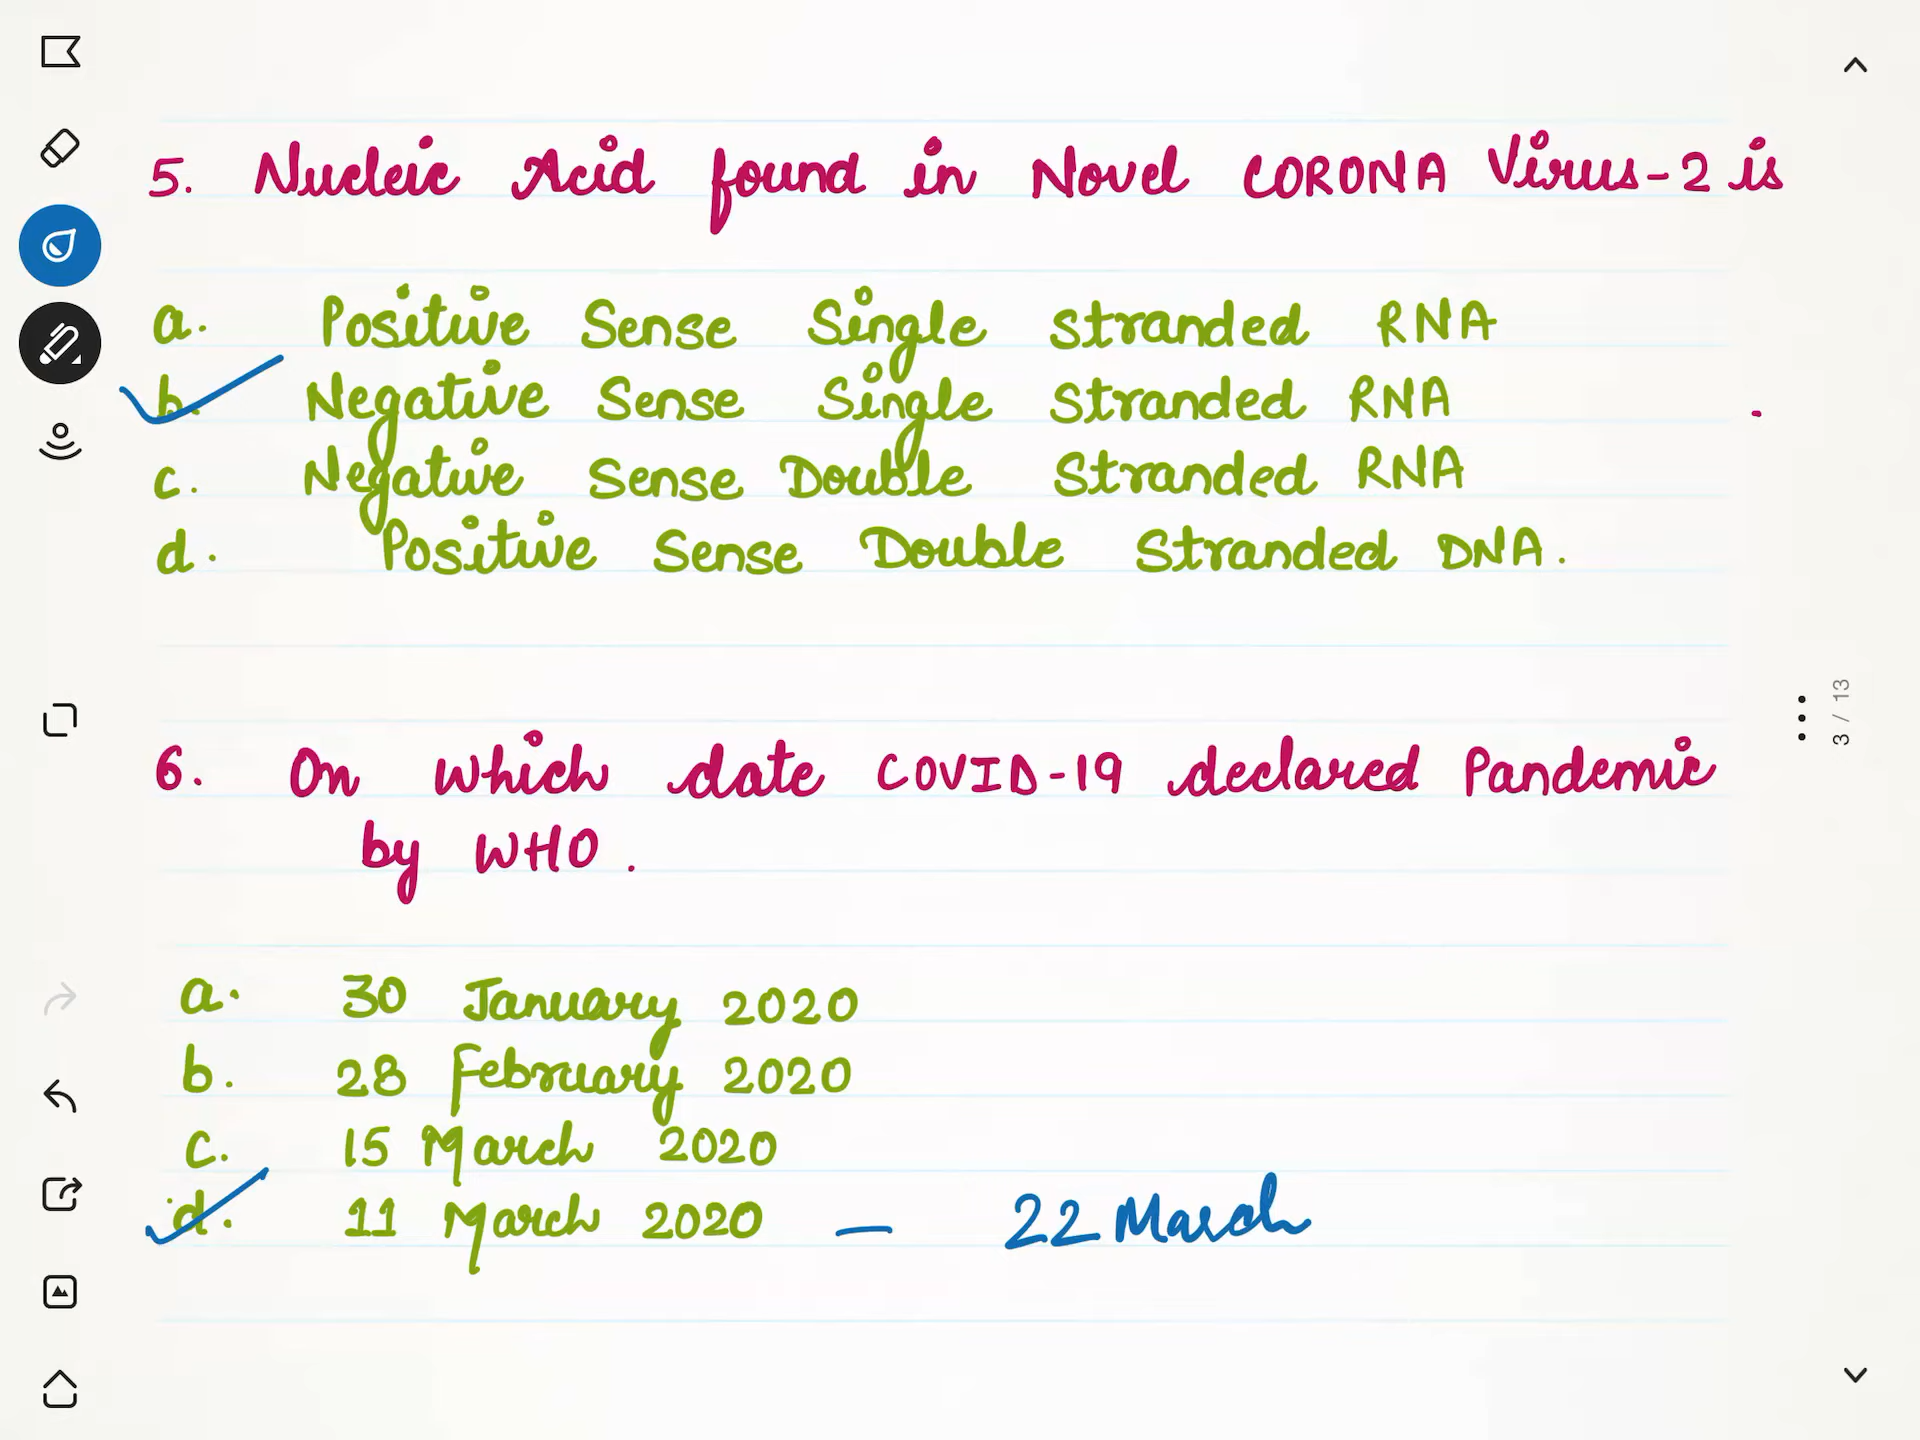 5. Nucleic Acid found in Novel CORONA Virus-2 is
a. Positive Sense Single Stranded RNA
b. Negative Sense Single Stranded RNA
c. Negative Sense Double Stranded RNA
d. Positive Sense Double Stranded DNA.
3 / 13
6. On which date COVID-19 declared Pandemic
by WHO.
a. 30 January 2020
b. 28 February 2020
c. 15 March 2020
d. 11 March 2020 — 22 March